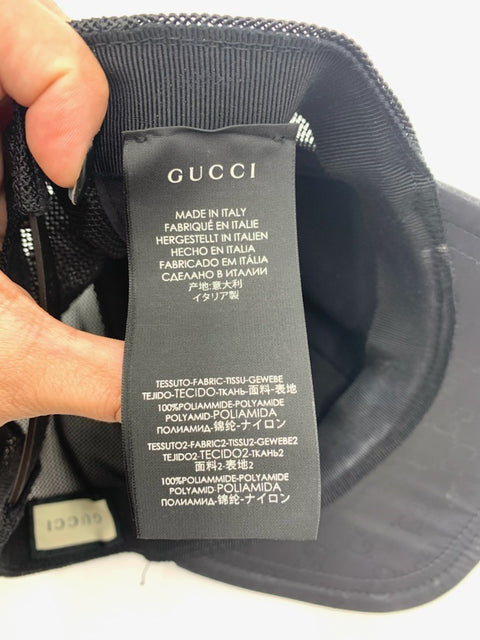 GUCCI
MADE IN ITALY
FABRIQUÉ EN ITALIE
HERGESTELLT IN ITALIEN
HECHO EN ITALIA
FABRICADO EM ITÁLIA
СДЕЛАНО В ИТАЛИИ
产地:意大利
イタリア製
TESSUTO-FABRIC-TISSU-GEWEBE
TEJIDO-TECIDO-ТКАНЬ-面料-表地
100%POLIAMMIDE-POLYAMIDE
POLYAMID-POLIAMIDA
ПОЛИАМИД-锦纶-ナイロン
TESSUTO2-FABRIC2-TISSU2-GEWEBE2
TEJIDO2-TECIDO2-ТКАНЬ2
面料2-表地2
100%POLIAMMIDE-POLYAMIDE
POLYAMID-POLIAMIDA
ПОЛИАМИД-锦纶-ナイロン
GUCCI